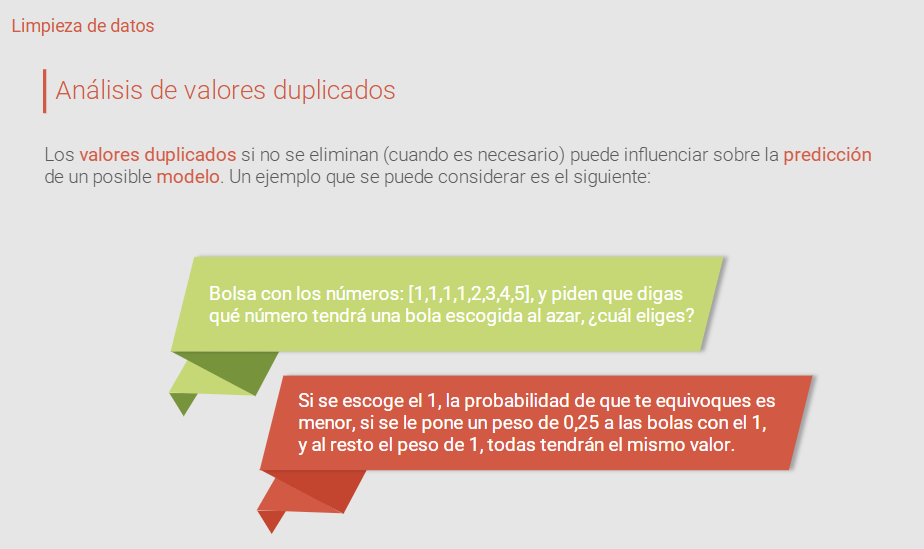 Limpieza de datos
Análisis de valores duplicados
Los valores duplicados si no se eliminan (cuando es necesario) puede influenciar sobre la predicción
de un posible modelo. Un ejemplo que se puede considerar es el siguiente:
Bolsa con los números: [1,1,1,1,2,3,4,5], y piden que digas
qué número tendrá una bola escogida al azar, ¿cuál eliges?
Si se escoge el 1, la probabilidad de que te equivoques es
menor, si se le pone un peso de 0,25 a las bolas con el 1,
y al resto el peso de 1, todas tendrán el mismo valor.